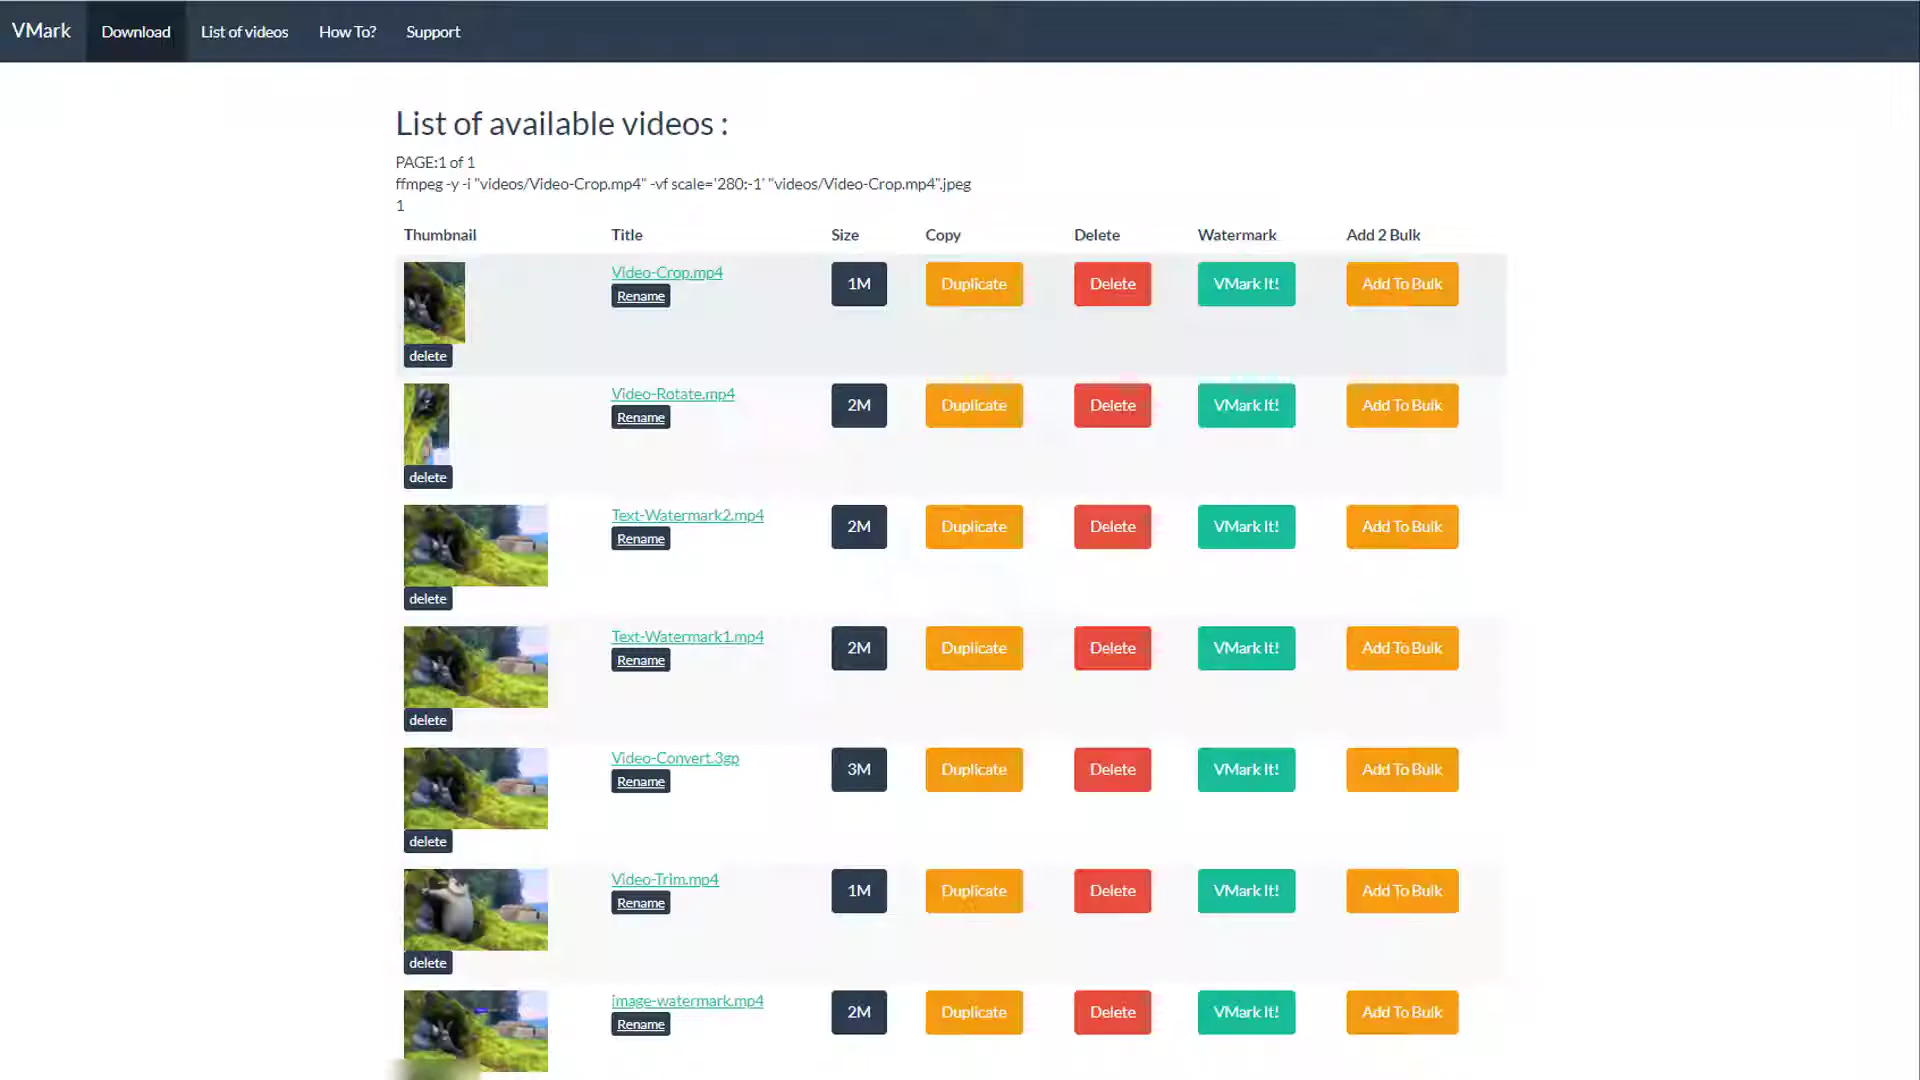 VMark Download List of videos How To? Support
List of available videos :
PAGE:1 of 1
ffmpeg -y -i "videos/Video-Crop.mp4" -vf scale='280:-1' "videos/Video-Crop.mp4".jpeg
1
Thumbnail Title Size Copy Delete Watermark Add 2 Bulk
Video-Crop.mp4 1M Duplicate Delete VMark It! Add To Bulk
Rename
delete
Video-Rotate.mp4 2M Duplicate Delete VMark It! Add To Bulk
Rename
delete
Text-Watermark2.mp4 2M Duplicate Delete VMark It! Add To Bulk
Rename
delete
Text-Watermark1.mp4 2M Duplicate Delete VMark It! Add To Bulk
Rename
delete
Video-Convert.3gp 3M Duplicate Delete VMark It! Add To Bulk
Rename
delete
Video-Trim.mp4 1M Duplicate Delete VMark It! Add To Bulk
Rename
delete
image-watermark.mp4 2M Duplicate Delete VMark It! Add To Bulk
Rename